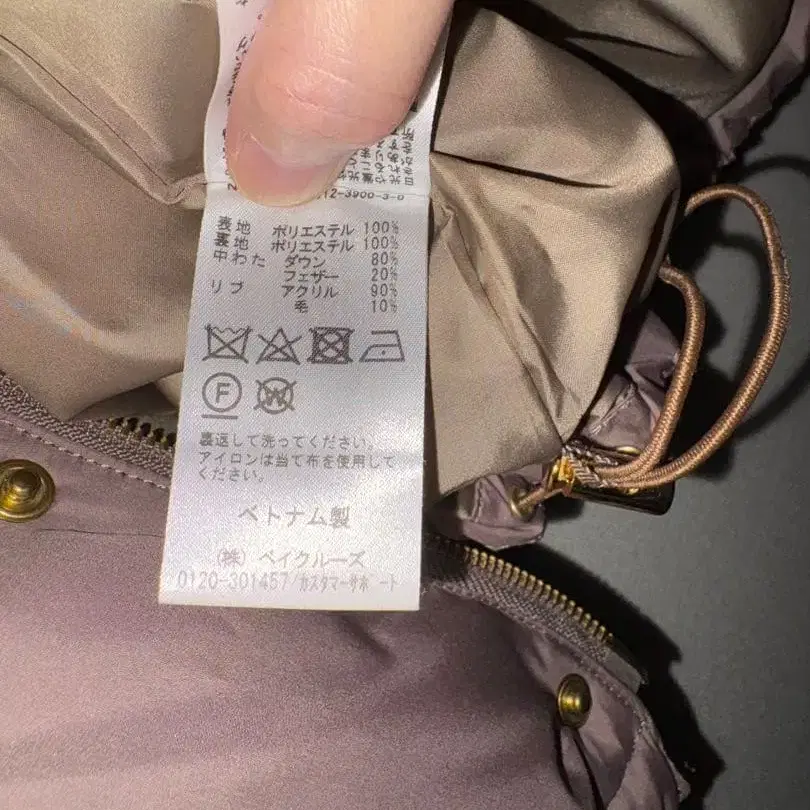 表地 ポリエステル 100%
裏地 ポリエステル 100%
中わた ダウン 80%
フェザー 20%
リブ アクリル 90%
毛 10%
F W
裏返して洗ってください。
アイロンは当て布を使用して
ください。
ベトナム製
(株) ベイクルーズ
0120-301457/カスタマーサポート